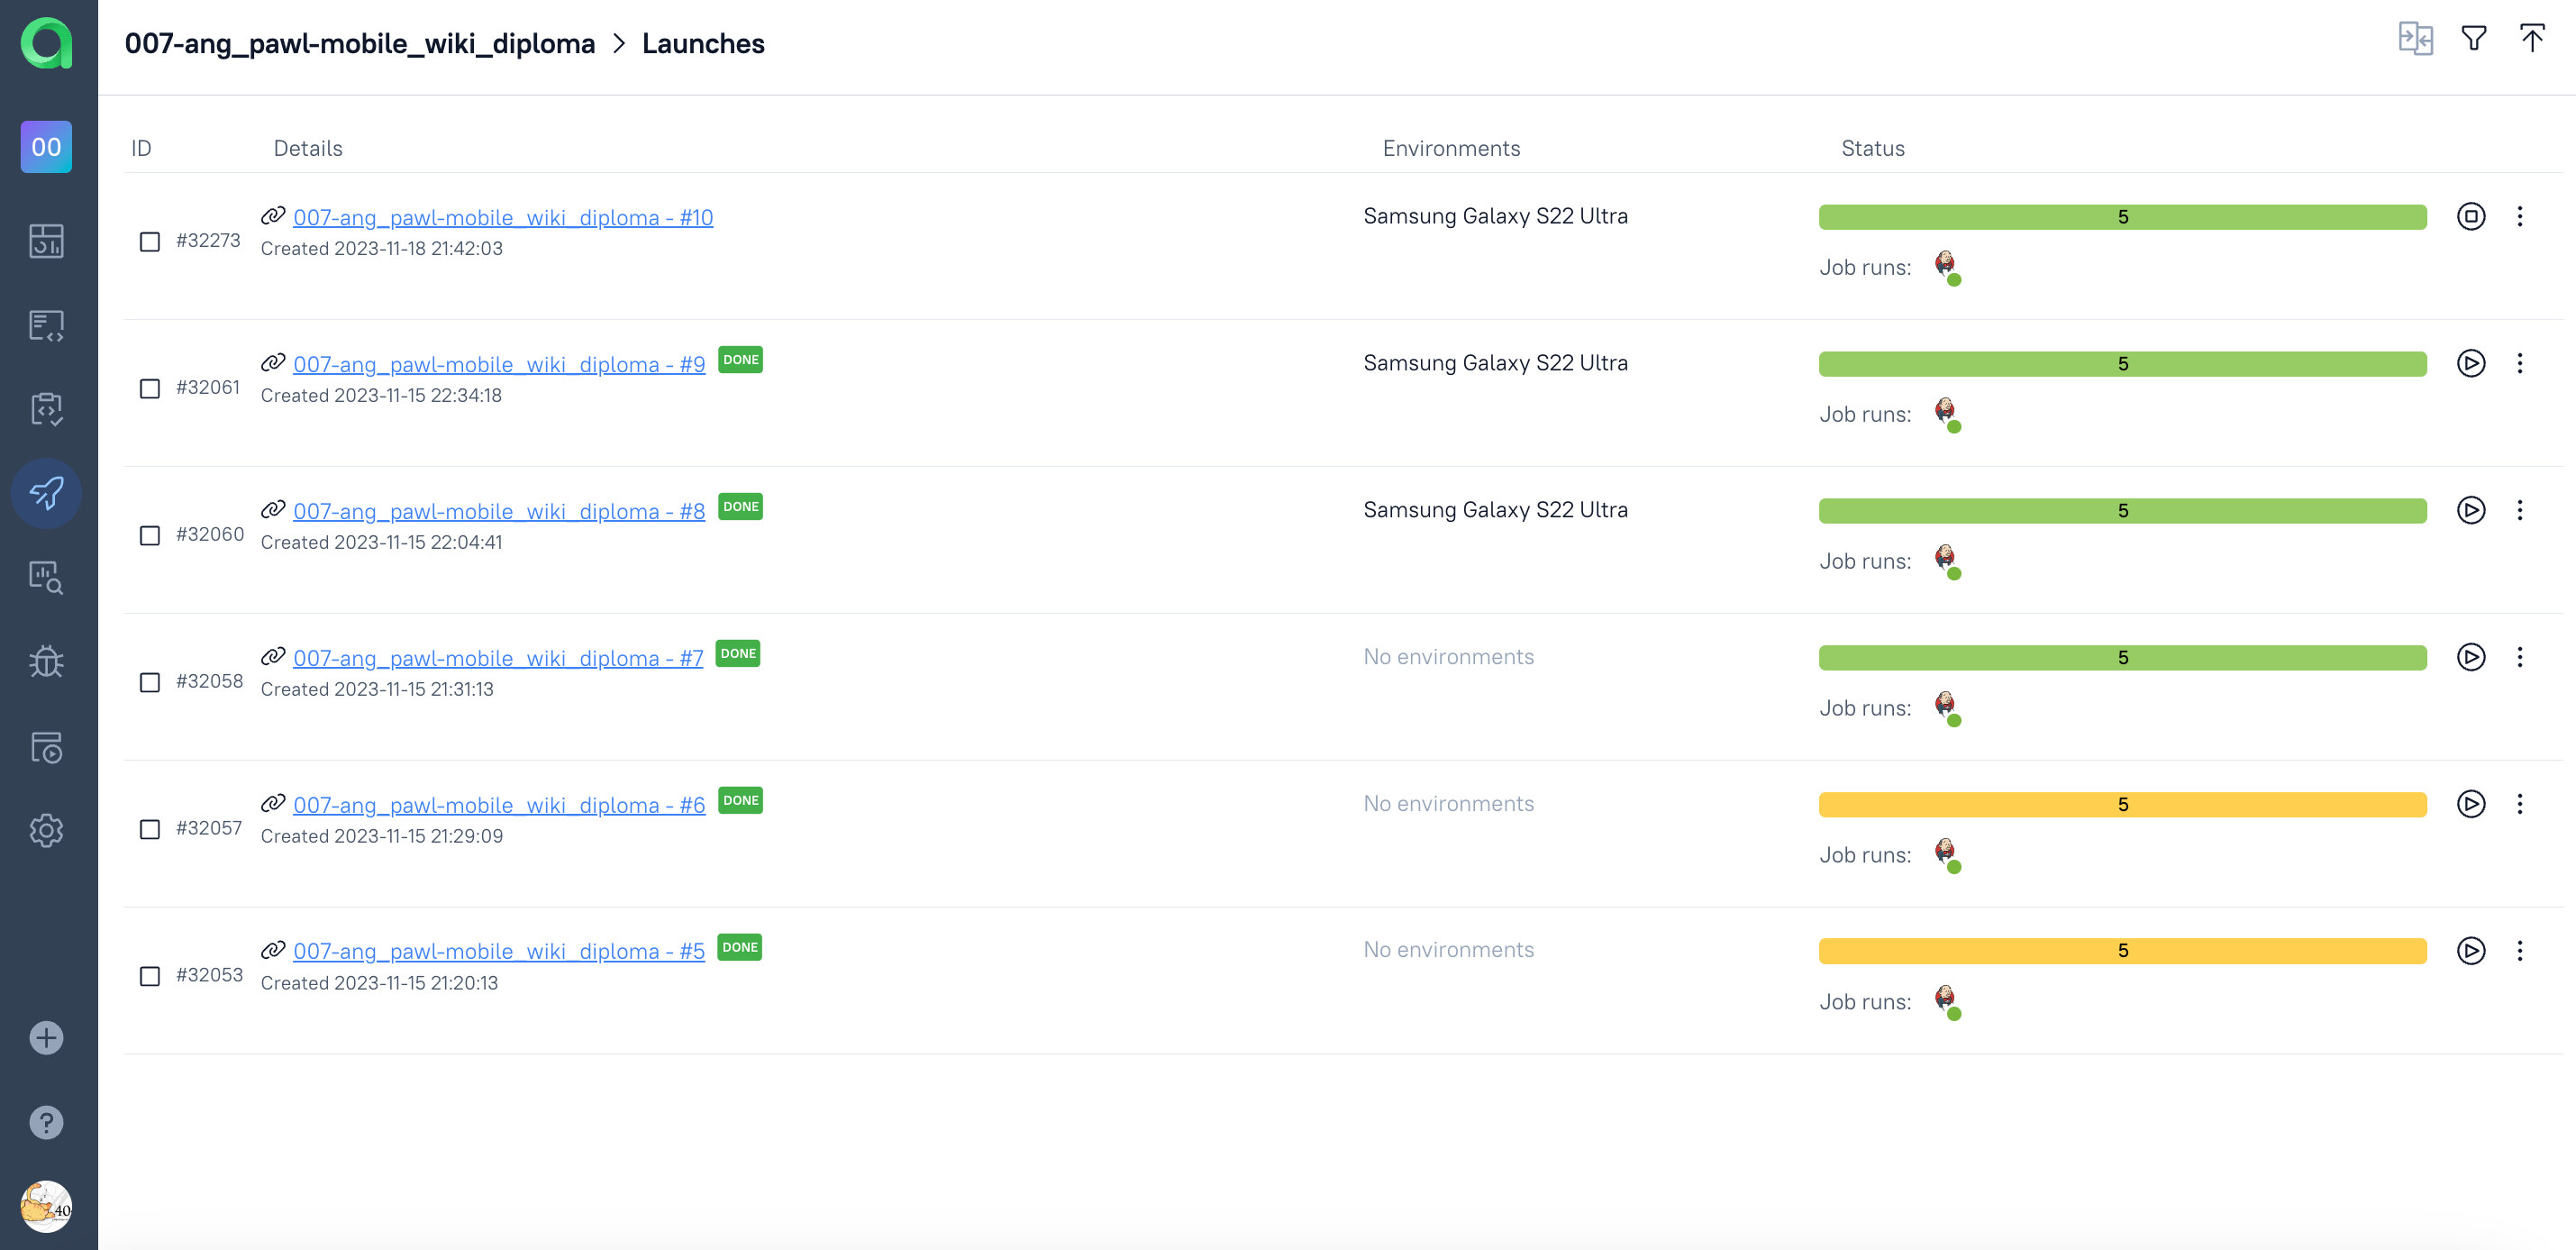 007-ang_pawl-mobile_wiki_diploma > Launches
00
ID Details Environments Status
007-ang_pawl-mobile_wiki_diploma - #10 Samsung Galaxy S22 Ultra 5
#32273 Created 2023-11-18 21:42:03
Job runs:
007-ang_pawl-mobile_wiki_diploma - #9 DONE Samsung Galaxy S22 Ultra 5
#32061 Created 2023-11-15 22:34:18
Job runs:
007-ang_pawl-mobile_wiki_diploma - #8 DONE Samsung Galaxy S22 Ultra 5
#32060 Created 2023-11-15 22:04:41
Job runs:
007-ang_pawl-mobile_wiki_diploma - #7 DONE No environments 5
#32058 Created 2023-11-15 21:31:13
Job runs:
007-ang_pawl-mobile_wiki_diploma - #6 DONE No environments 5
#32057 Created 2023-11-15 21:29:09
Job runs:
007-ang_pawl-mobile_wiki_diploma - #5 DONE No environments 5
#32053 Created 2023-11-15 21:20:13
Job runs:
40